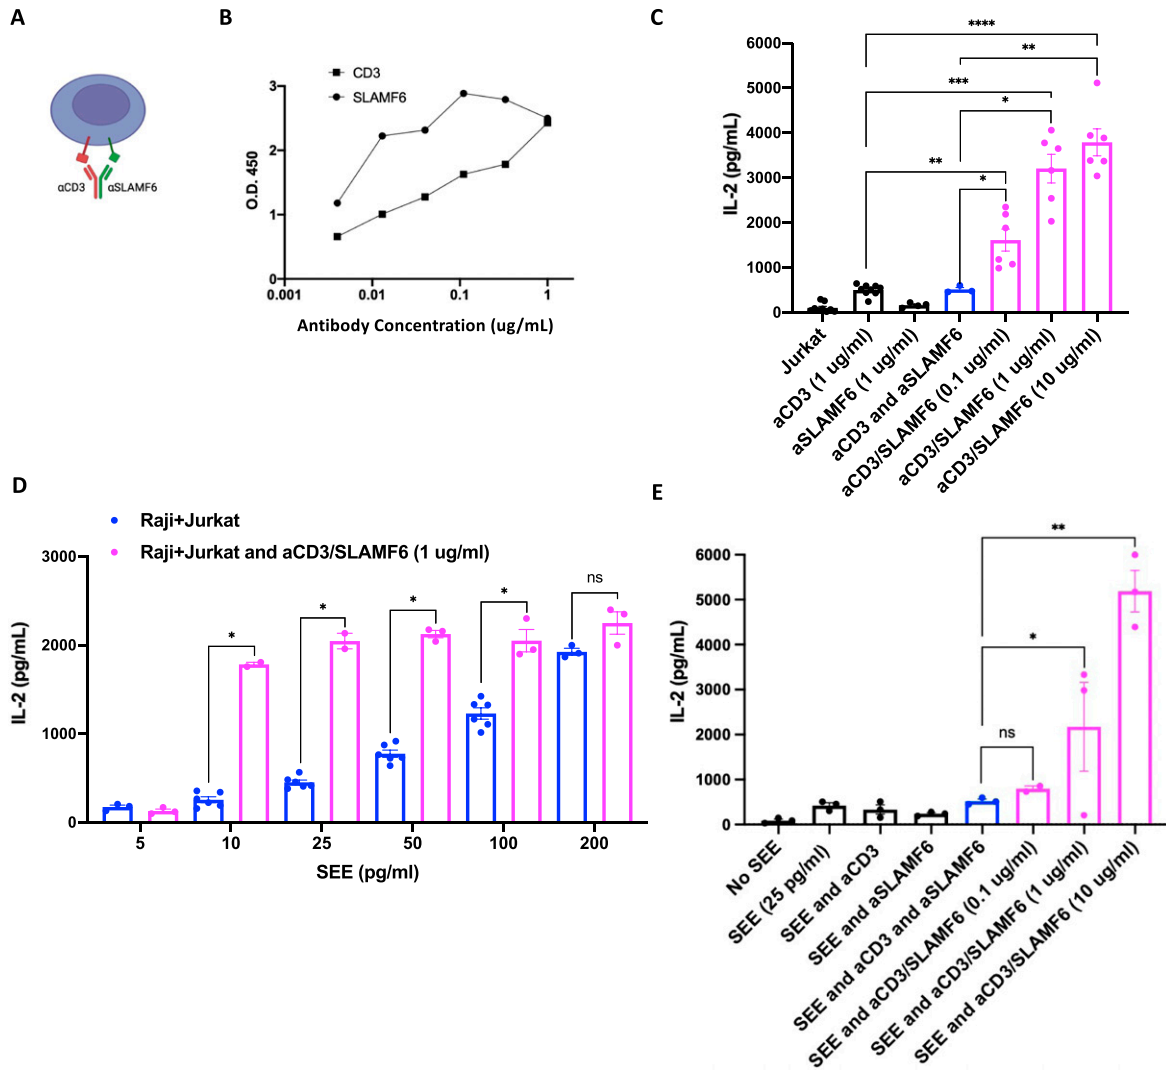 A
αCD3
αSLAMF6
B
CD3
SLAMF6
O.D. 450
3
2
1
0
0.001
0.01
0.1
1
Antibody Concentration (ug/mL)
C
IL-2 (pg/mL)
6000
5000
4000
3000
2000
1000
0
****
**
***
*
**
*
Jurkat
aCD3 (1 ug/ml)
aSLAMF6 (1 ug/ml)
aCD3 and aSLAMF6
aCD3/SLAMF6 (0.1 ug/ml)
aCD3/SLAMF6 (1 ug/ml)
aCD3/SLAMF6 (10 ug/ml)
D
Raji+Jurkat
Raji+Jurkat and aCD3/SLAMF6 (1 ug/ml)
IL-2 (pg/mL)
3000
2000
1000
0
*
*
*
*
ns
5
10
25
50
100
200
SEE (pg/ml)
E
IL-2 (pg/mL)
6000
5000
4000
3000
2000
1000
0
**
*
ns
No SEE
SEE (25 pg/ml)
SEE and aCD3
SEE and aSLAMF6
SEE and aCD3 and aSLAMF6
SEE and aCD3/SLAMF6 (0.1 ug/ml)
SEE and aCD3/SLAMF6 (1 ug/ml)
SEE and aCD3/SLAMF6 (10 ug/ml)